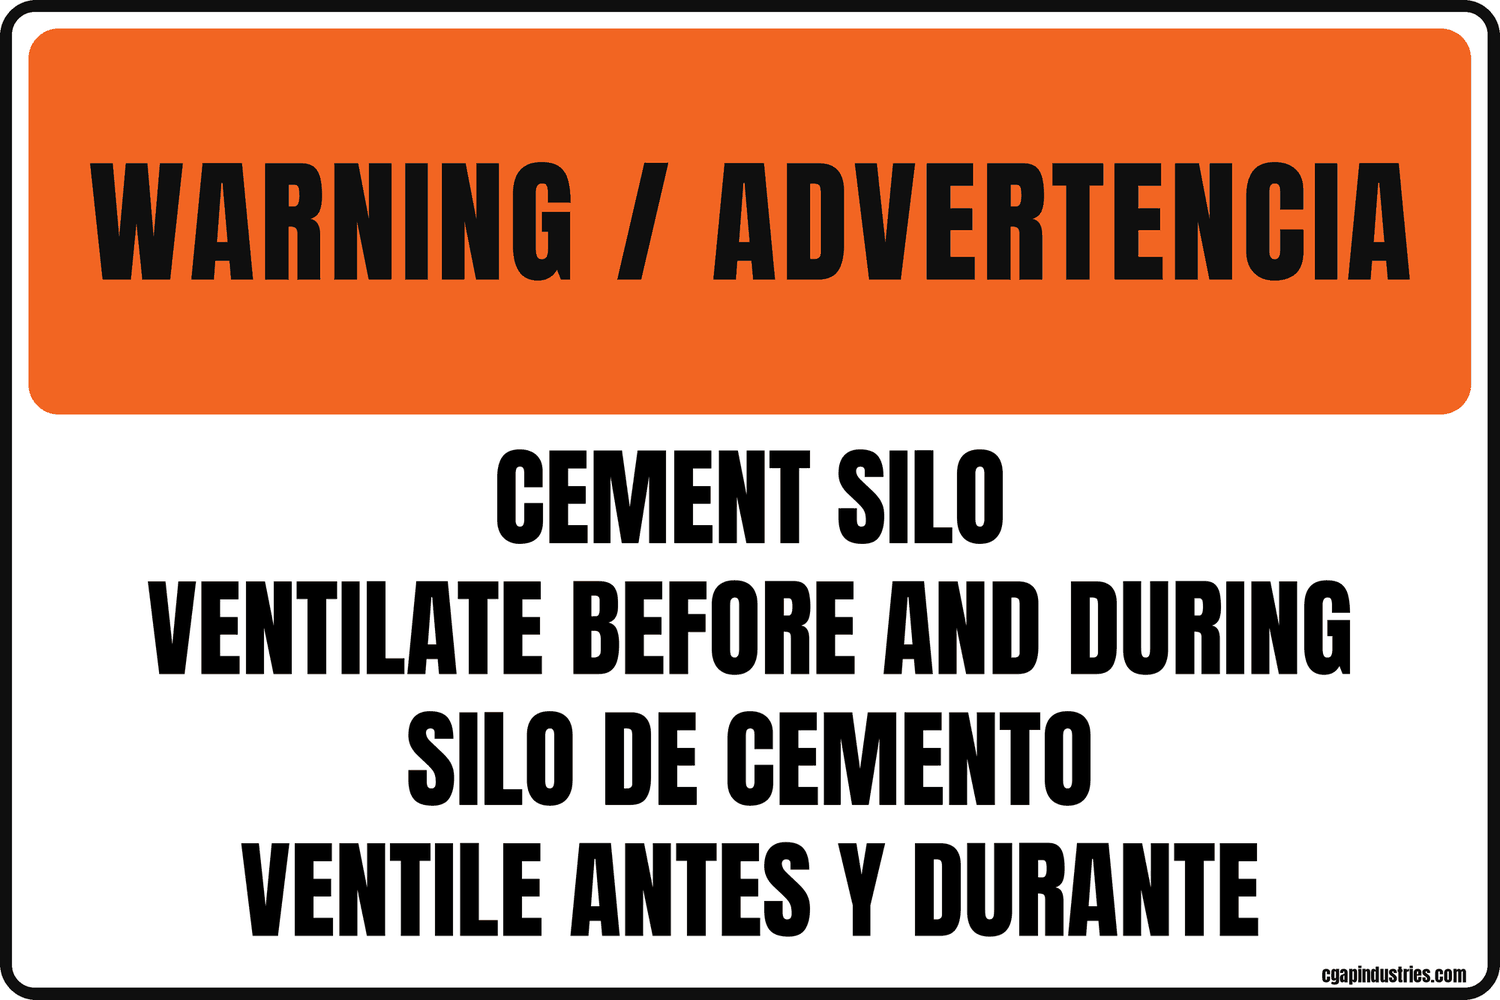 WARNING / ADVERTENCIA
CEMENT SILO
VENTILATE BEFORE AND DURING
SILO DE CEMENTO
VENTILE ANTES Y DURANTE
cgapindustries.com